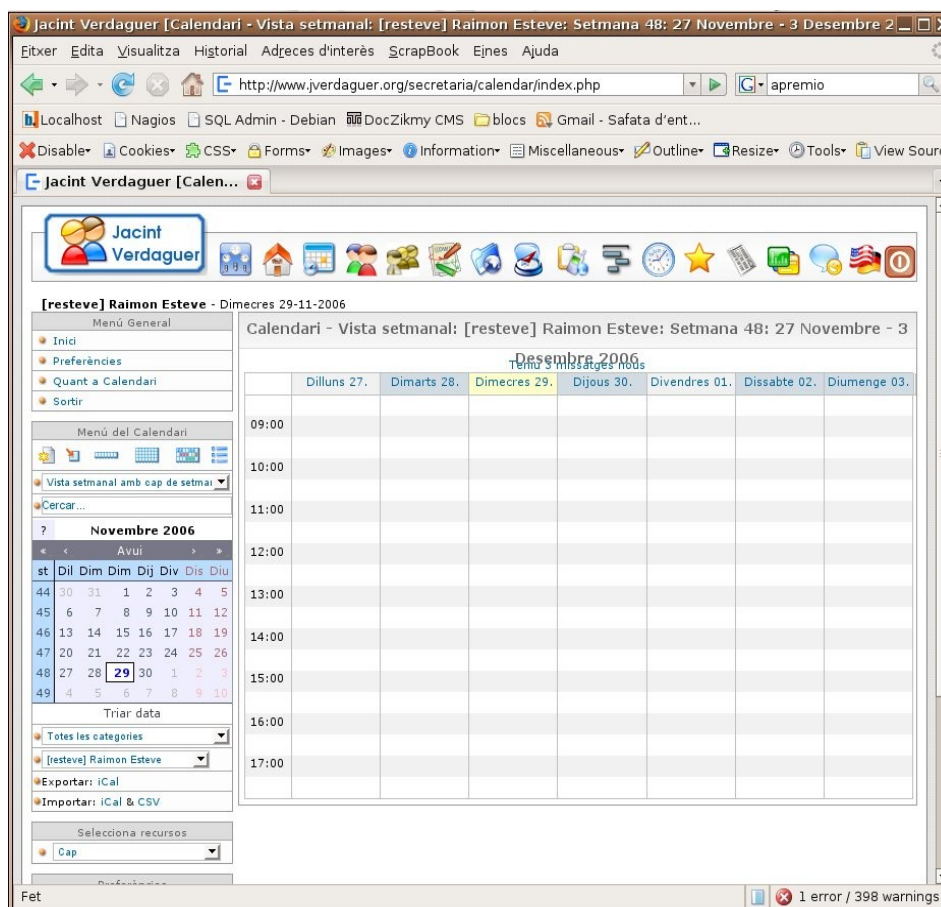 Jacint Verdaguer [Calendari - Vista setmanal: [resteve] Raimon Esteve: Setmana 48: 27 Novembre - 3 Desembre 2
Fitxer Edita Visualitza Historial Adreces d'interès ScrapBook Eines Ajuda
http://www.jverdaguer.org/secretaria/calendar/index.php G apremio
b. Localhost Nagios SQL Admin - Debian DocZikmy CMS blocs Gmail - Safata d'ent...
Disable Cookies CSS Forms Images Information Miscellaneous Outline Resize Tools View Sour
Jacint Verdaguer [Calen...
Jacint
Verdaguer
[resteve] Raimon Esteve - Dimecres 29-11-2006
Menú General
Inici
Preferències
Quant a Calendari
Sortir
Menú del Calendari
Vista setmanal amb cap de setma
Cercar...
? Novembre 2006
« ‹ Avui › »
st Dil Dim Dim Dij Div Dis Diu
44 30 31 1 2 3 4 5
45 6 7 8 9 10 11 12
46 13 14 15 16 17 18 19
47 20 21 22 23 24 25 26
48 27 28 29 30 1 2 3
49 4 5 6 7 8 9 10
Triar data
Totes les categories
[resteve] Raimon Esteve
Exportar: iCal
Importar: iCal & CSV
Selecciona recursos
Cap
Preferències
Calendari - Vista setmanal: [resteve] Raimon Esteve: Setmana 48: 27 Novembre - 3
Desembre 2006
Teniu 3 missatges nous
Dilluns 27. Dimarts 28. Dimecres 29. Dijous 30. Divendres 01. Dissabte 02. Diumenge 03.
09:00
10:00
11:00
12:00
13:00
14:00
15:00
16:00
17:00
Fet 1 error / 398 warnings